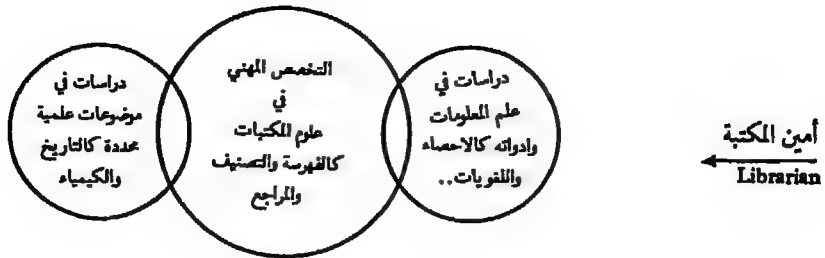 أمين المكتبة
Librarian
دراسات في
علم المعلومات
وادواته كالاحصاء
واللغويات..
التخصص المهني
في
علوم المكتبات
كالفهرسة والتصنيف
والمراجع
دراسات في
موضوعات علمية
محددة كالتاريخ
والكيمياء